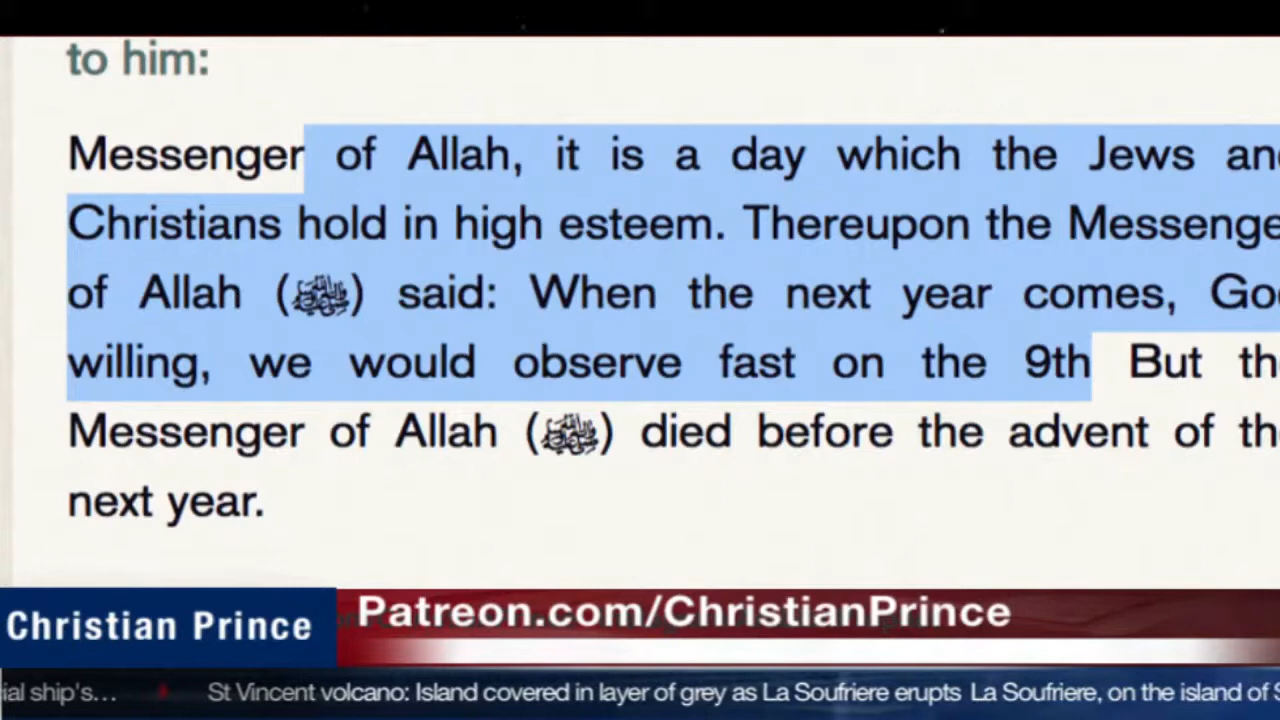 to him:
Messenger of Allah, it is a day which the Jews an
Christians hold in high esteem. Thereupon the Messenge
of Allah (ﷺ) said: When the next year comes, Go
willing, we would observe fast on the 9th But th
Messenger of Allah (ﷺ) died before the advent of th
next year.
Christian Prince
Patreon.com/ChristianPrince
ial ship's... St Vincent volcano: Island covered in layer of grey as La Soufriere erupts La Soufriere, on the island of S